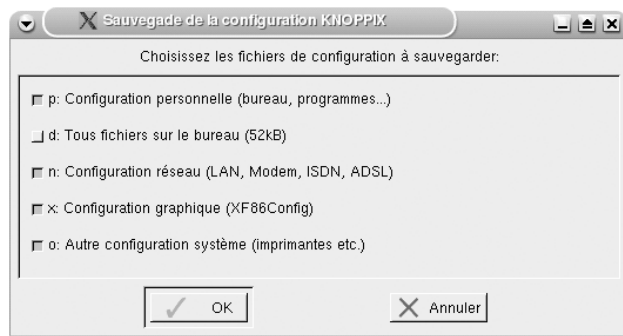 Sauvegade de la configuration KNOPPIX
Choisissez les fichiers de configuration à sauvegarder:
p: Configuration personnelle (bureau, programmes...)
d: Tous fichiers sur le bureau (52kB)
n: Configuration réseau (LAN, Modem, ISDN, ADSL)
x: Configuration graphique (XF86Config)
o: Autre configuration système (imprimantes etc.)
OK
Annuler